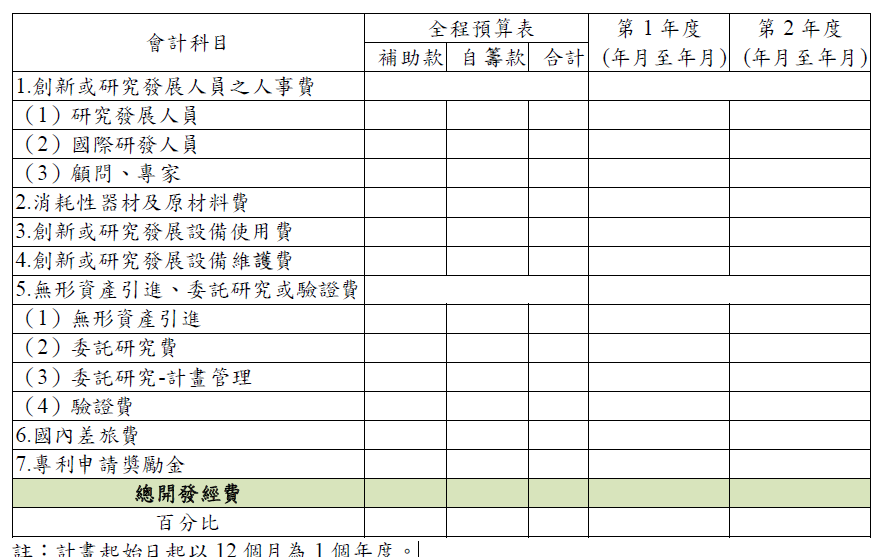 會計科目 全程預算表 第 1 年度 第 2 年度
補助款 自籌款 合計 (年月至年月) (年月至年月)
1.創新或研究發展人員之人事費
（1）研究發展人員
（2）國際研發人員
（3）顧問、專家
2.消耗性器材及原材料費
3.創新或研究發展設備使用費
4.創新或研究發展設備維護費
5.無形資產引進、委託研究或驗證費
（1）無形資產引進
（2）委託研究費
（3）委託研究-計畫管理
（4）驗證費
6.國內差旅費
7.專利申請獎勵金
總開發經費
百分比
註：計畫起始日起以 12 個月為 1 個年度。